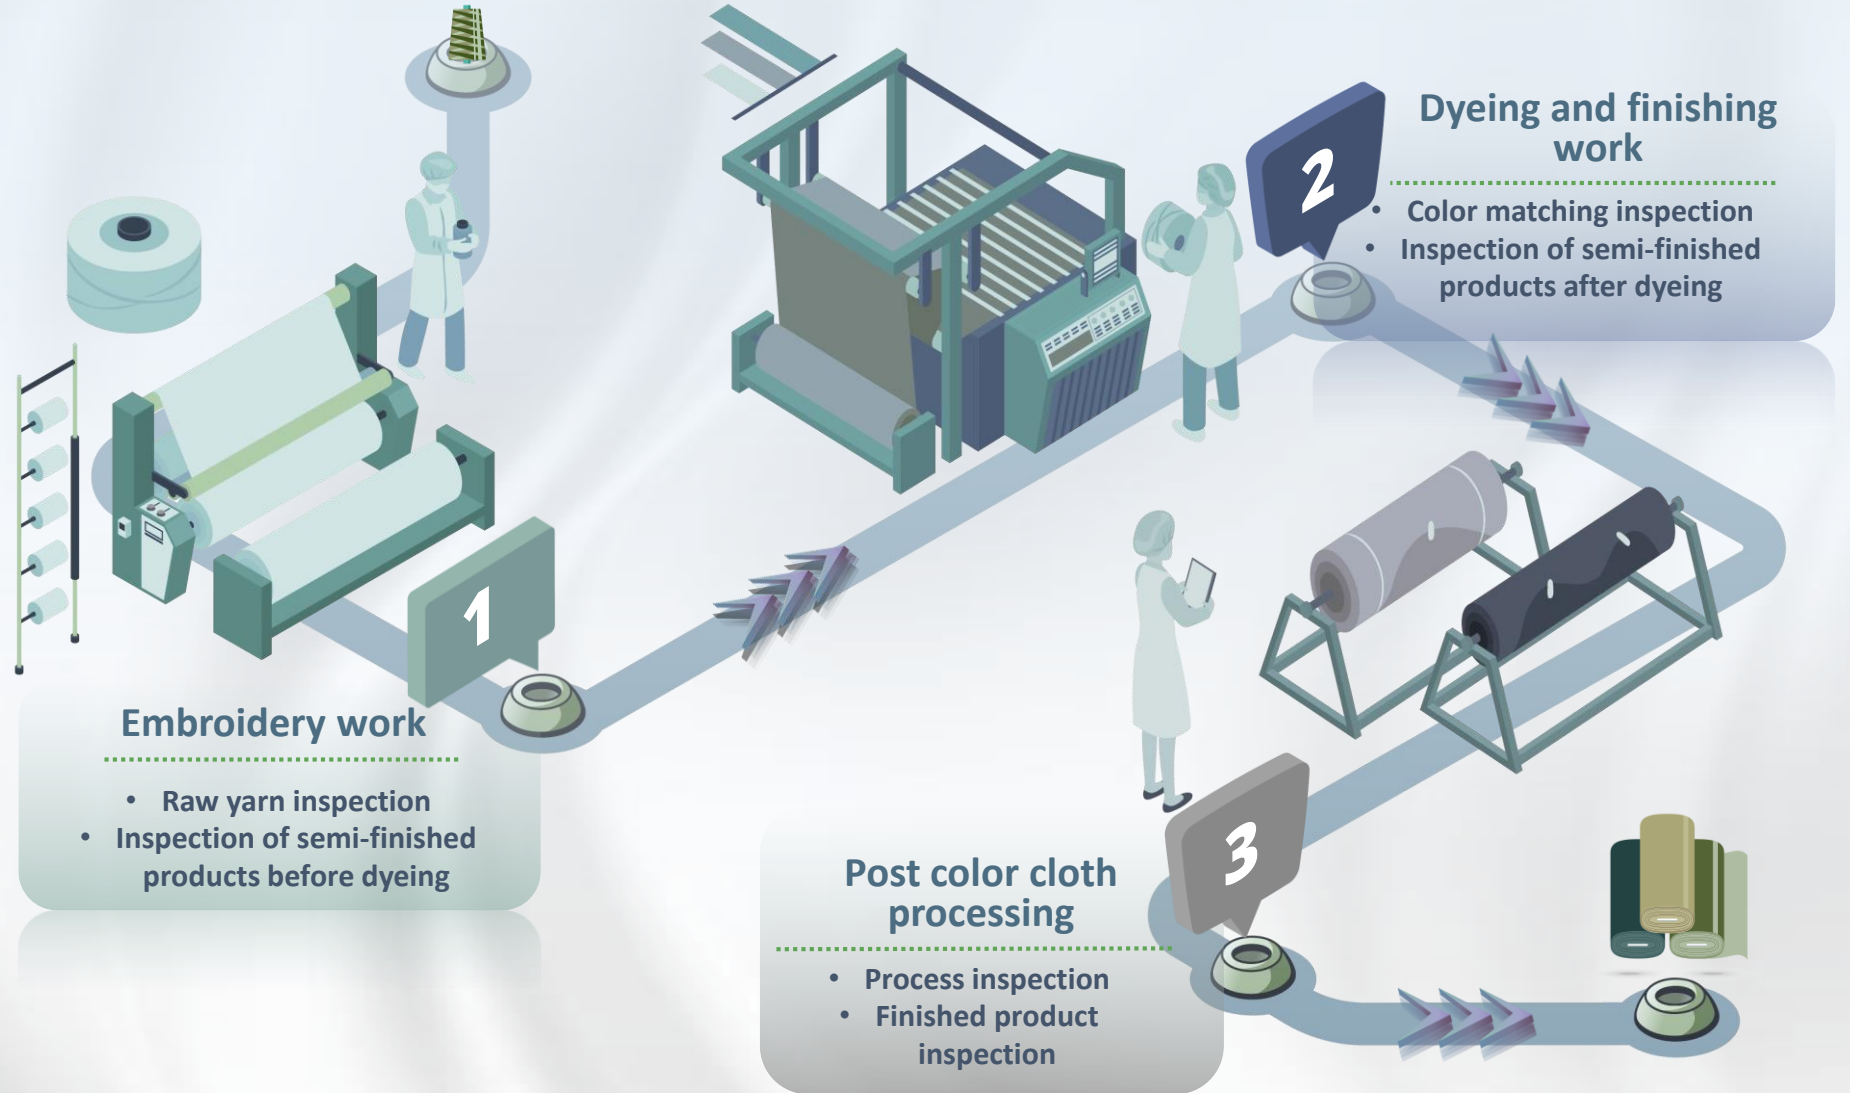 1
Embroidery work
• Raw yarn inspection
• Inspection of semi-finished
products before dyeing
2
Dyeing and finishing
work
• Color matching inspection
• Inspection of semi-finished
products after dyeing
3
Post color cloth
processing
• Process inspection
• Finished product
inspection